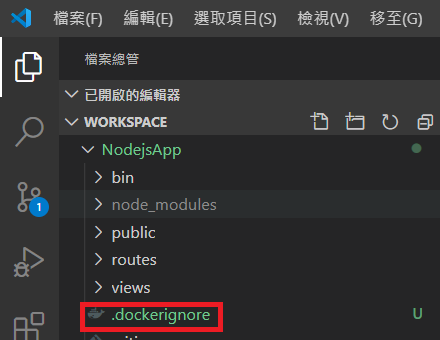 檔案(F) 編輯(E) 選取項目(S) 檢視(V) 移至(G)
檔案總管
已開啟的編輯器
WORKSPACE
NodejsApp
bin
node_modules
1
public
routes
views
.dockerignore U